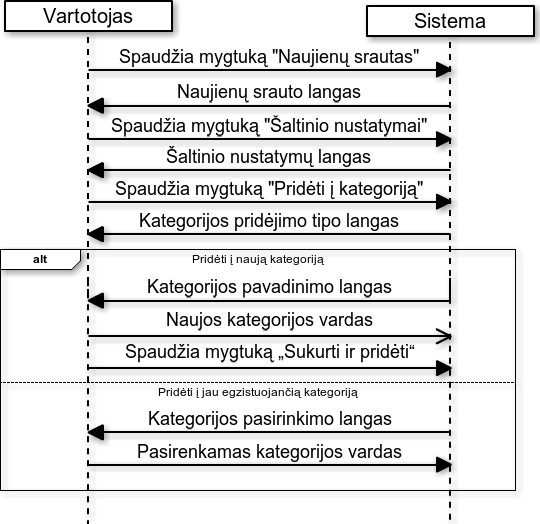 Vartotojas
Sistema
Spaudžia mygtuką "Naujienų srautas"
Naujienų srauto langas
Spaudžia mygtuką "Šaltinio nustatymai"
Šaltinio nustatymų langas
Spaudžia mygtuką "Pridėti į kategoriją"
Kategorijos pridėjimo tipo langas
alt
Pridėti į naują kategoriją
Kategorijos pavadinimo langas
Naujos kategorijos vardas
Spaudžia mygtuką „Sukurti ir pridėti“
Pridėti į jau egzistuojančią kategoriją
Kategorijos pasirinkimo langas
Pasirenkamas kategorijos vardas